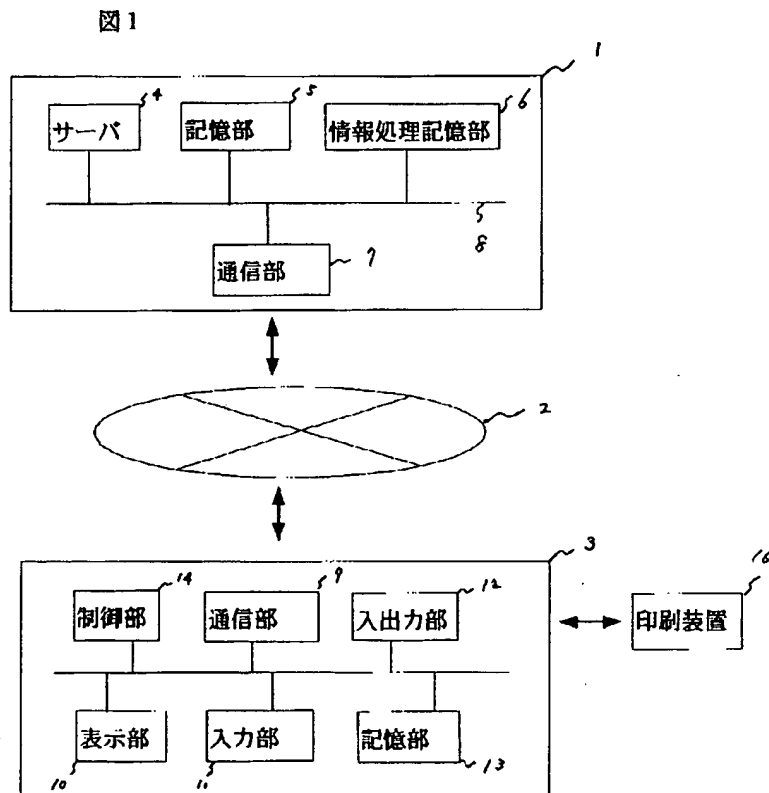 図1
1
4
5
6
サーバ
記憶部
情報処理記憶部
8
7
通信部
2
3
14
9
12
16
制御部
通信部
入出力部
印刷装置
表示部
入力部
記憶部
10
11
13